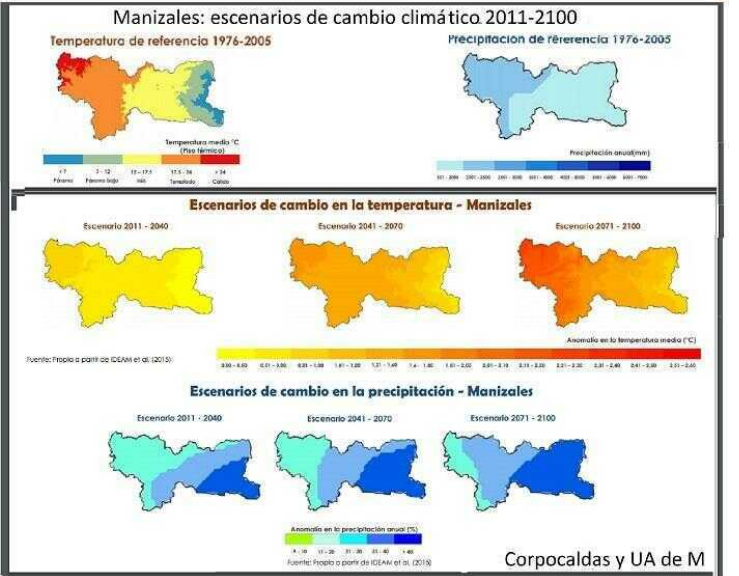 Manizales: escenarios de cambio climático 2011-2100
Temperatura de referencia 1976-2005
Precipitación de referencia 1976-2005
Temperatura media °C
(Piso térmico)
Páramo Páramo bajo Templado Cálido
Precipitación anual(mm)
Escenarios de cambio en la temperatura - Manizales
Escenario 2011 - 2040
Escenario 2041 - 2070
Escenario 2071 - 2100
Anomalía en la temperatura media (°C)
Fuente: Propia a partir de IDEAM et al. (2015)
Escenarios de cambio en la precipitación - Manizales
Escenario 2011 - 2040
Escenario 2041 - 2070
Escenario 2071 - 2100
Anomalía en la precipitación anual (%)
Fuente: Propia a partir de IDEAM et al. (2015)
Corpocaldas y UA de M